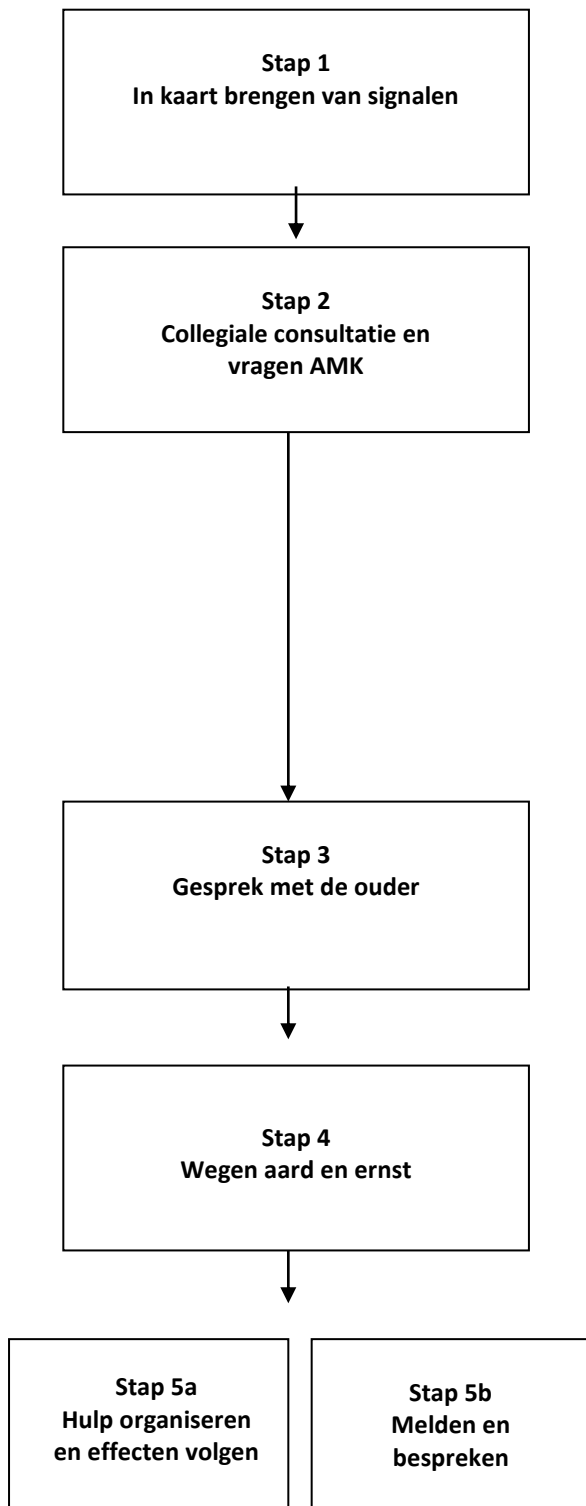 Stap 1
In kaart brengen van signalen
Stap 2
Collegiale consultatie en
vragen AMK
Stap 3
Gesprek met de ouder
Stap 4
Wegen aard en ernst
Stap 5a
Hulp organiseren
en effecten volgen
Stap 5b
Melden en
bespreken